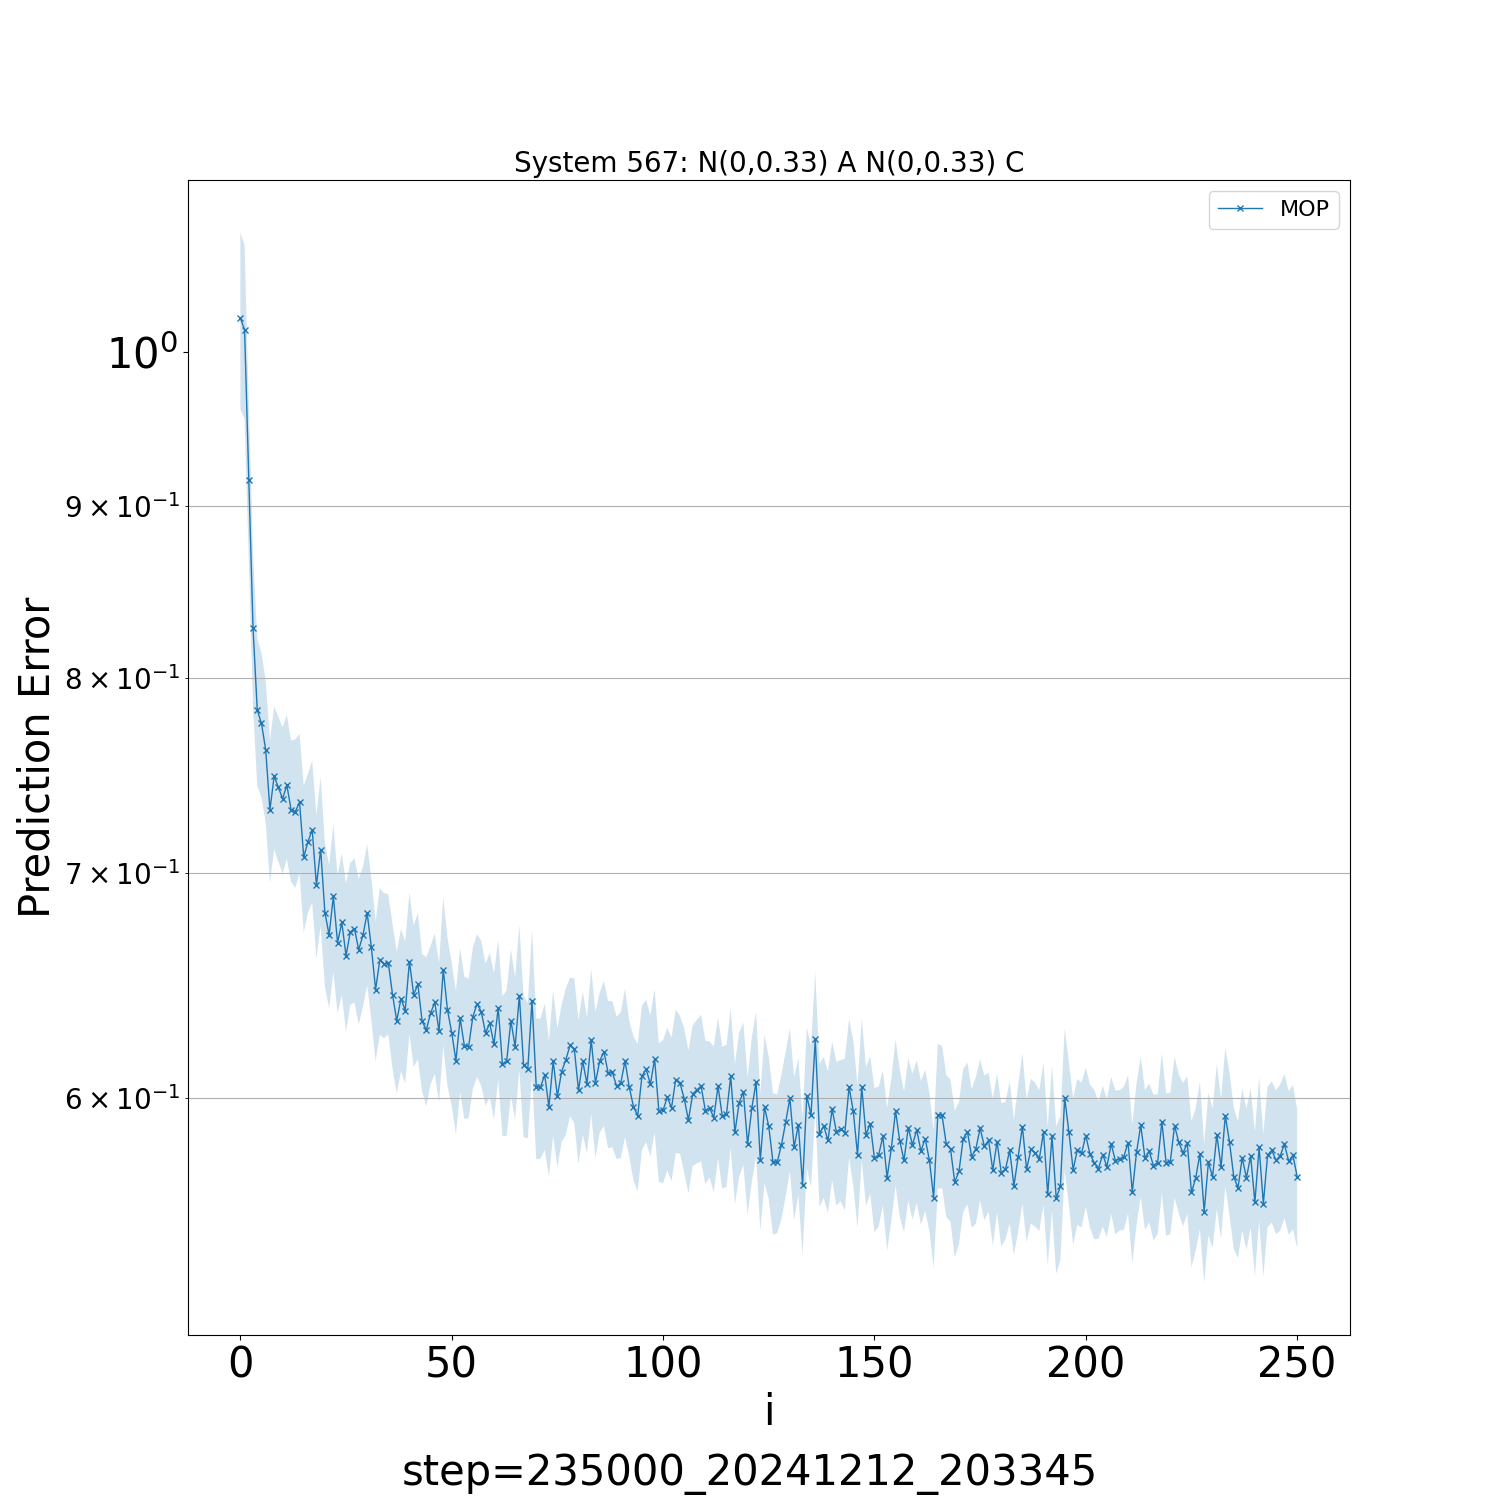 System 567: N(0,0.33) A N(0,0.33) C
MOP
10⁰
9 × 10⁻¹
8 × 10⁻¹
7 × 10⁻¹
6 × 10⁻¹
Prediction Error
0 50 100 150 200 250
i
step=235000_20241212_203345